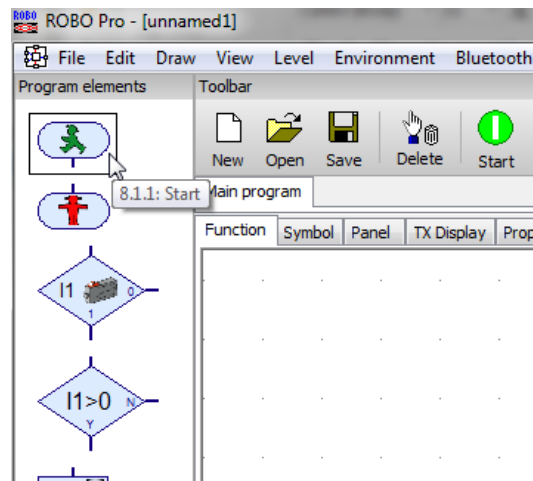 ROBO
PRO
ROBO Pro - [unnamed1]
File Edit Draw View Level Environment Bluetooth
Program elements
Toolbar
New Open Save Delete Start
8.1.1: Start
Main program
Function Symbol Panel TX Display Prop
I1 0
1
I1>0 N
Y